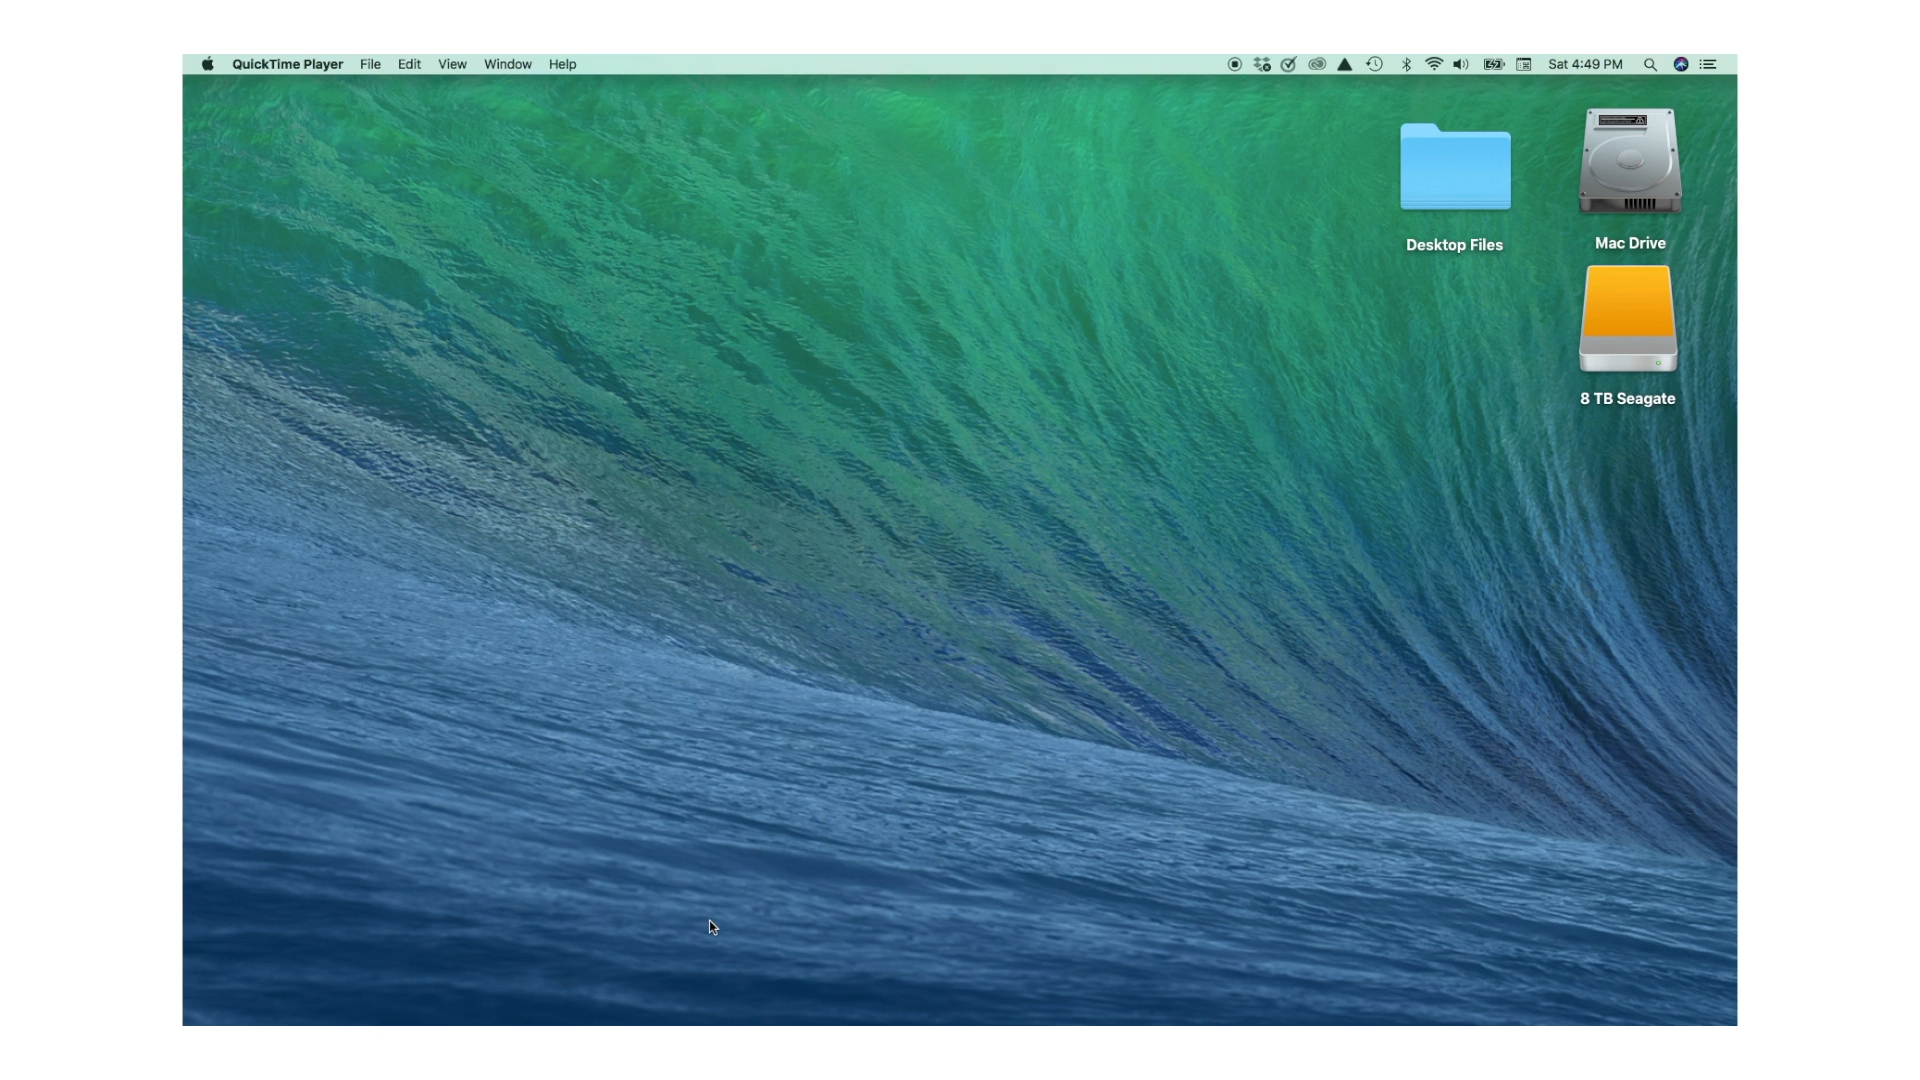 QuickTime Player File Edit View Window Help Sat 4:49 PM
Desktop Files
Mac Drive
8 TB Seagate